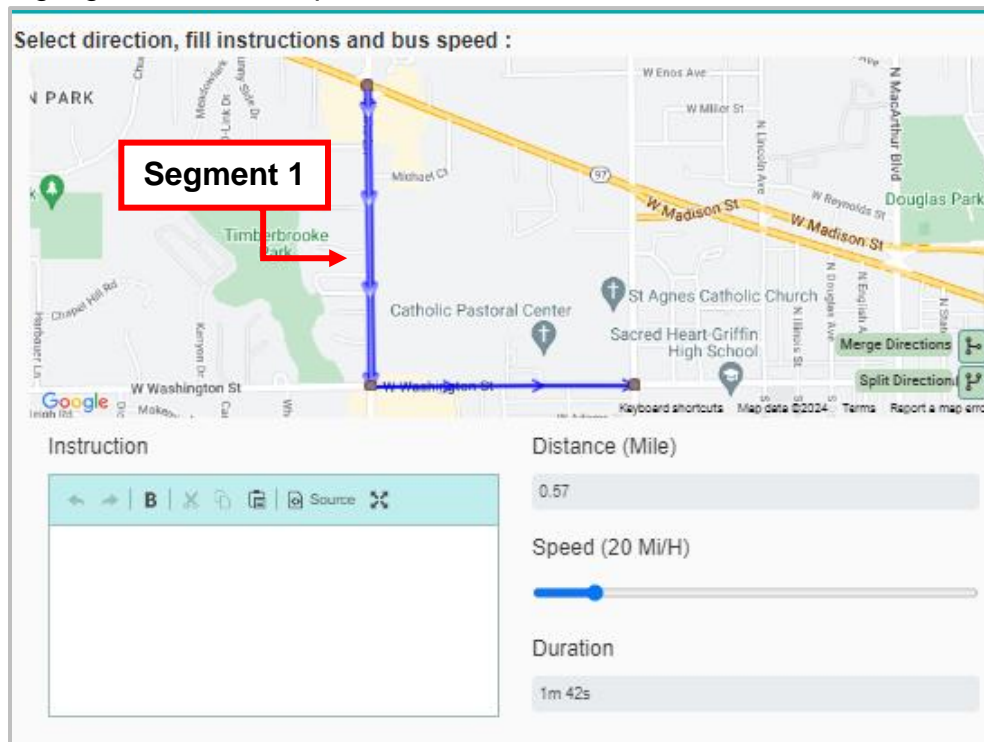 Select direction, fill instructions and bus speed :
W Enos Ave
N PARK
W Miller St
N MacArthur Blvd
N Lincoln Ave
Segment 1
Michael Ct
97
W Reynolds St
Douglas Park
W Madison St
W Madison St
Timberbrooke
Park
Chapel Hill Rd
Catholic Pastoral Center
St Agnes Catholic Church
N Douglas Ave
Kenyon Dr
Sacred Heart-Griffin
High School
N Illinois St
Merge Directions
W Washington St
W Washington St
Split Direction
Google
Keyboard shortcuts
Map data ©2024
Terms
Report a map erro
Instruction
Distance (Mile)
B
Source
0.57
Speed (20 Mi/H)
Duration
1m 42s